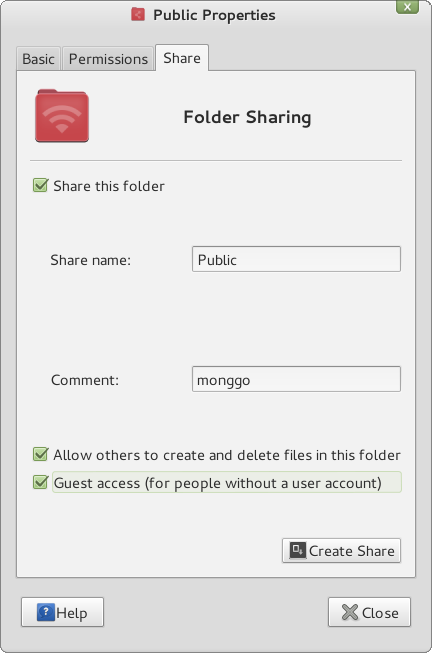 Public Properties
x
Basic
Permissions
Share
Folder Sharing
Share this folder
Share name:
Public
Comment:
monggo
Allow others to create and delete files in this folder
Guest access (for people without a user account)
Create Share
? Help
Close